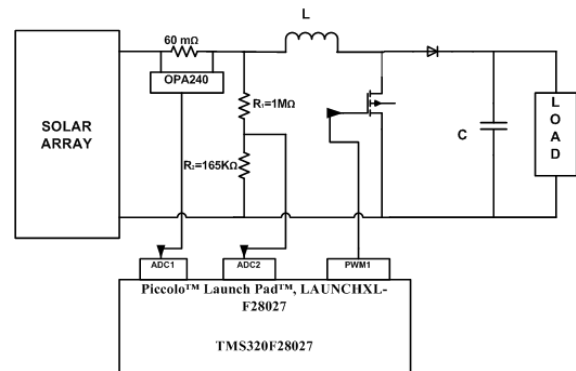 L
60 mΩ
OPA240
R₁=1MΩ
SOLAR
ARRAY
C
L
O
A
D
R₂=165KΩ
ADC1
ADC2
PWM1
Piccolo™ Launch Pad™, LAUNCHXL-
F28027
TMS320F28027